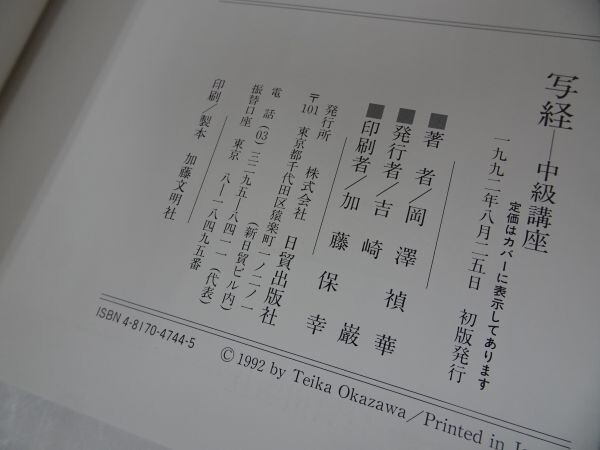 写経―中級講座
定価はカバーに表示してあります
一九九二年八月二五日 初版発行
■著 者/岡澤禎華
■発行者/吉崎巌
■印刷者/加藤保幸
発行所 株式会社 日貿出版社
〒101 東京都千代田区猿楽町一ノ二ノ一
(新日貿ビル内)
電話(03)三二九五―八四一一(代表)
振替口座 東京 八―一八四九五番
印刷/製本 加藤文明社
ISBN 4-8170-4744-5
© 1992 by Teika Okazawa/Printed in J